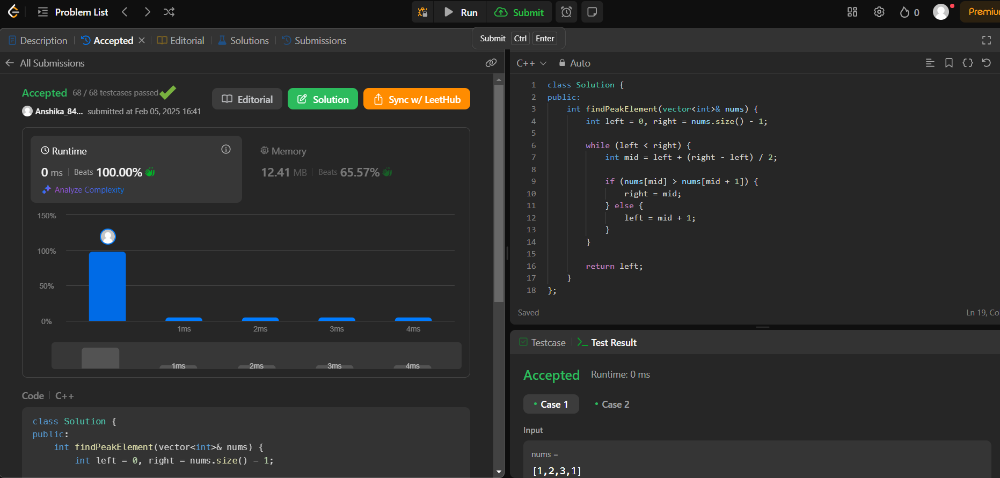 Problem List
Run
Submit
0
Premiu
Description
Accepted
Editorial
Solutions
Submissions
Submit Ctrl Enter
All Submissions
Accepted 68 / 68 testcases passed
Anshika_84... submitted at Feb 05, 2025 16:41
Editorial
Solution
Sync w/ LeetHub
Runtime
0 ms Beats 100.00%
Analyze Complexity
Memory
12.41 MB Beats 65.57%
150%
100%
50%
0%
1ms 2ms 3ms 4ms
1ms 2ms 3ms 4ms
Code C++
class Solution {
public:
    int findPeakElement(vector<int>& nums) {
        int left = 0, right = nums.size() - 1;
C++ Auto
1 class Solution {
2 public:
3     int findPeakElement(vector<int>& nums) {
4         int left = 0, right = nums.size() - 1;
5
6         while (left < right) {
7             int mid = left + (right - left) / 2;
8
9             if (nums[mid] > nums[mid + 1]) {
10                 right = mid;
11             } else {
12                 left = mid + 1;
13             }
14         }
15
16         return left;
17     }
18 };
Saved
Ln 19, Co
Testcase
Test Result
Accepted Runtime: 0 ms
Case 1 Case 2
Input
nums =
[1,2,3,1]